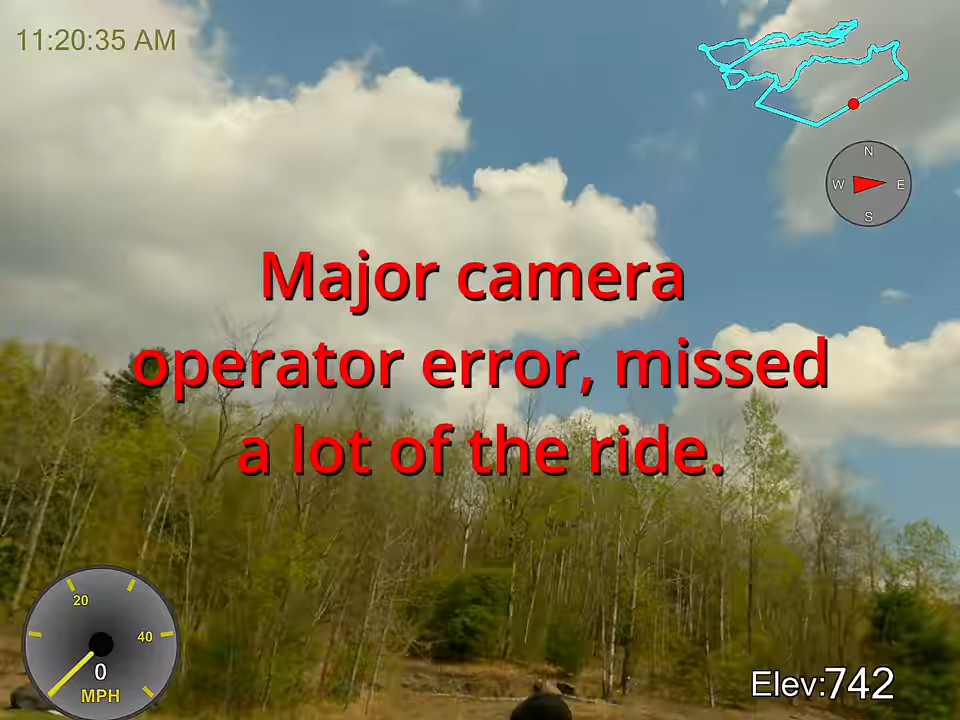 11:20:35 AM
N
W E
S
Major camera
operator error, missed
a lot of the ride.
20
40
0
MPH
Elev:742